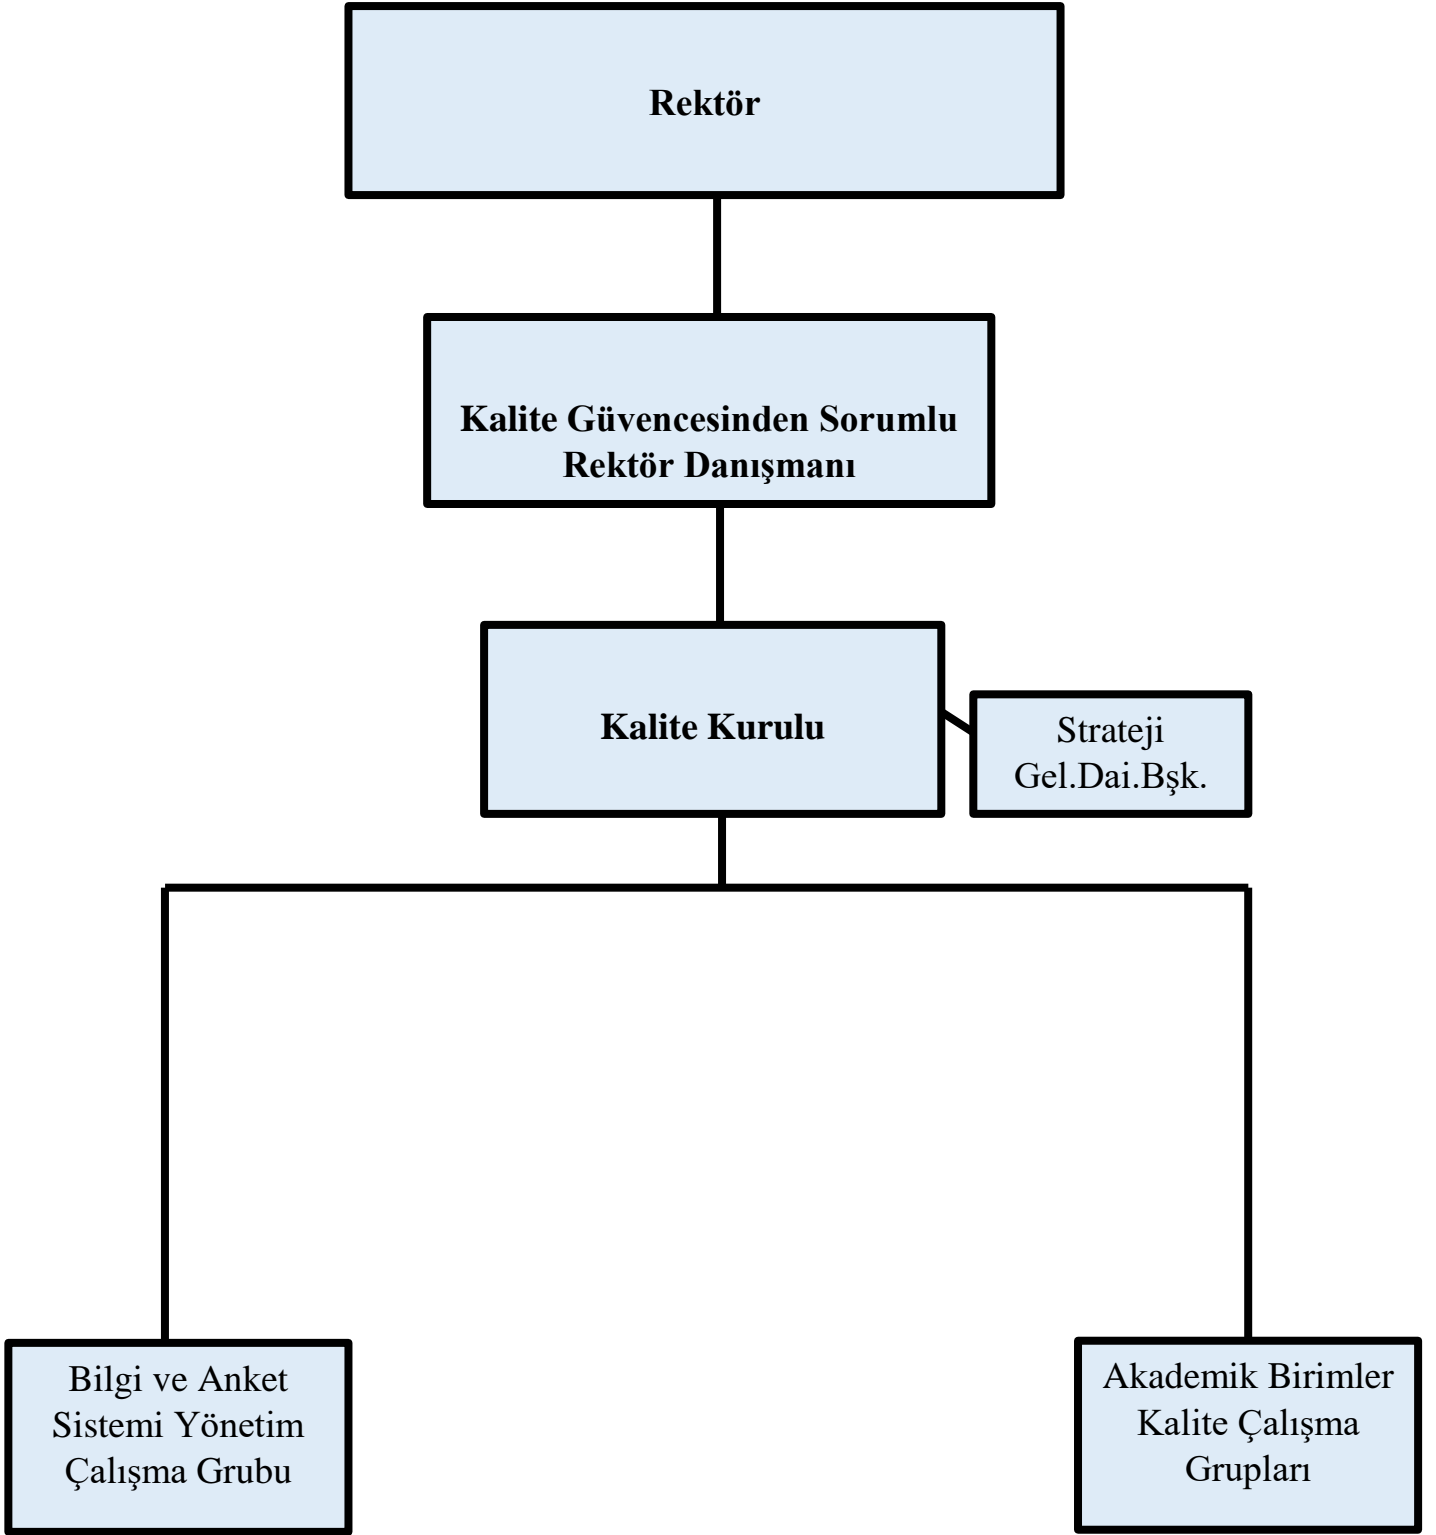 Rektör
Kalite Güvencesinden Sorumlu
Rektör Danışmanı
Kalite Kurulu
Strateji
Gel.Dai.Bşk.
Bilgi ve Anket
Sistemi Yönetim
Çalışma Grubu
Akademik Birimler
Kalite Çalışma
Grupları